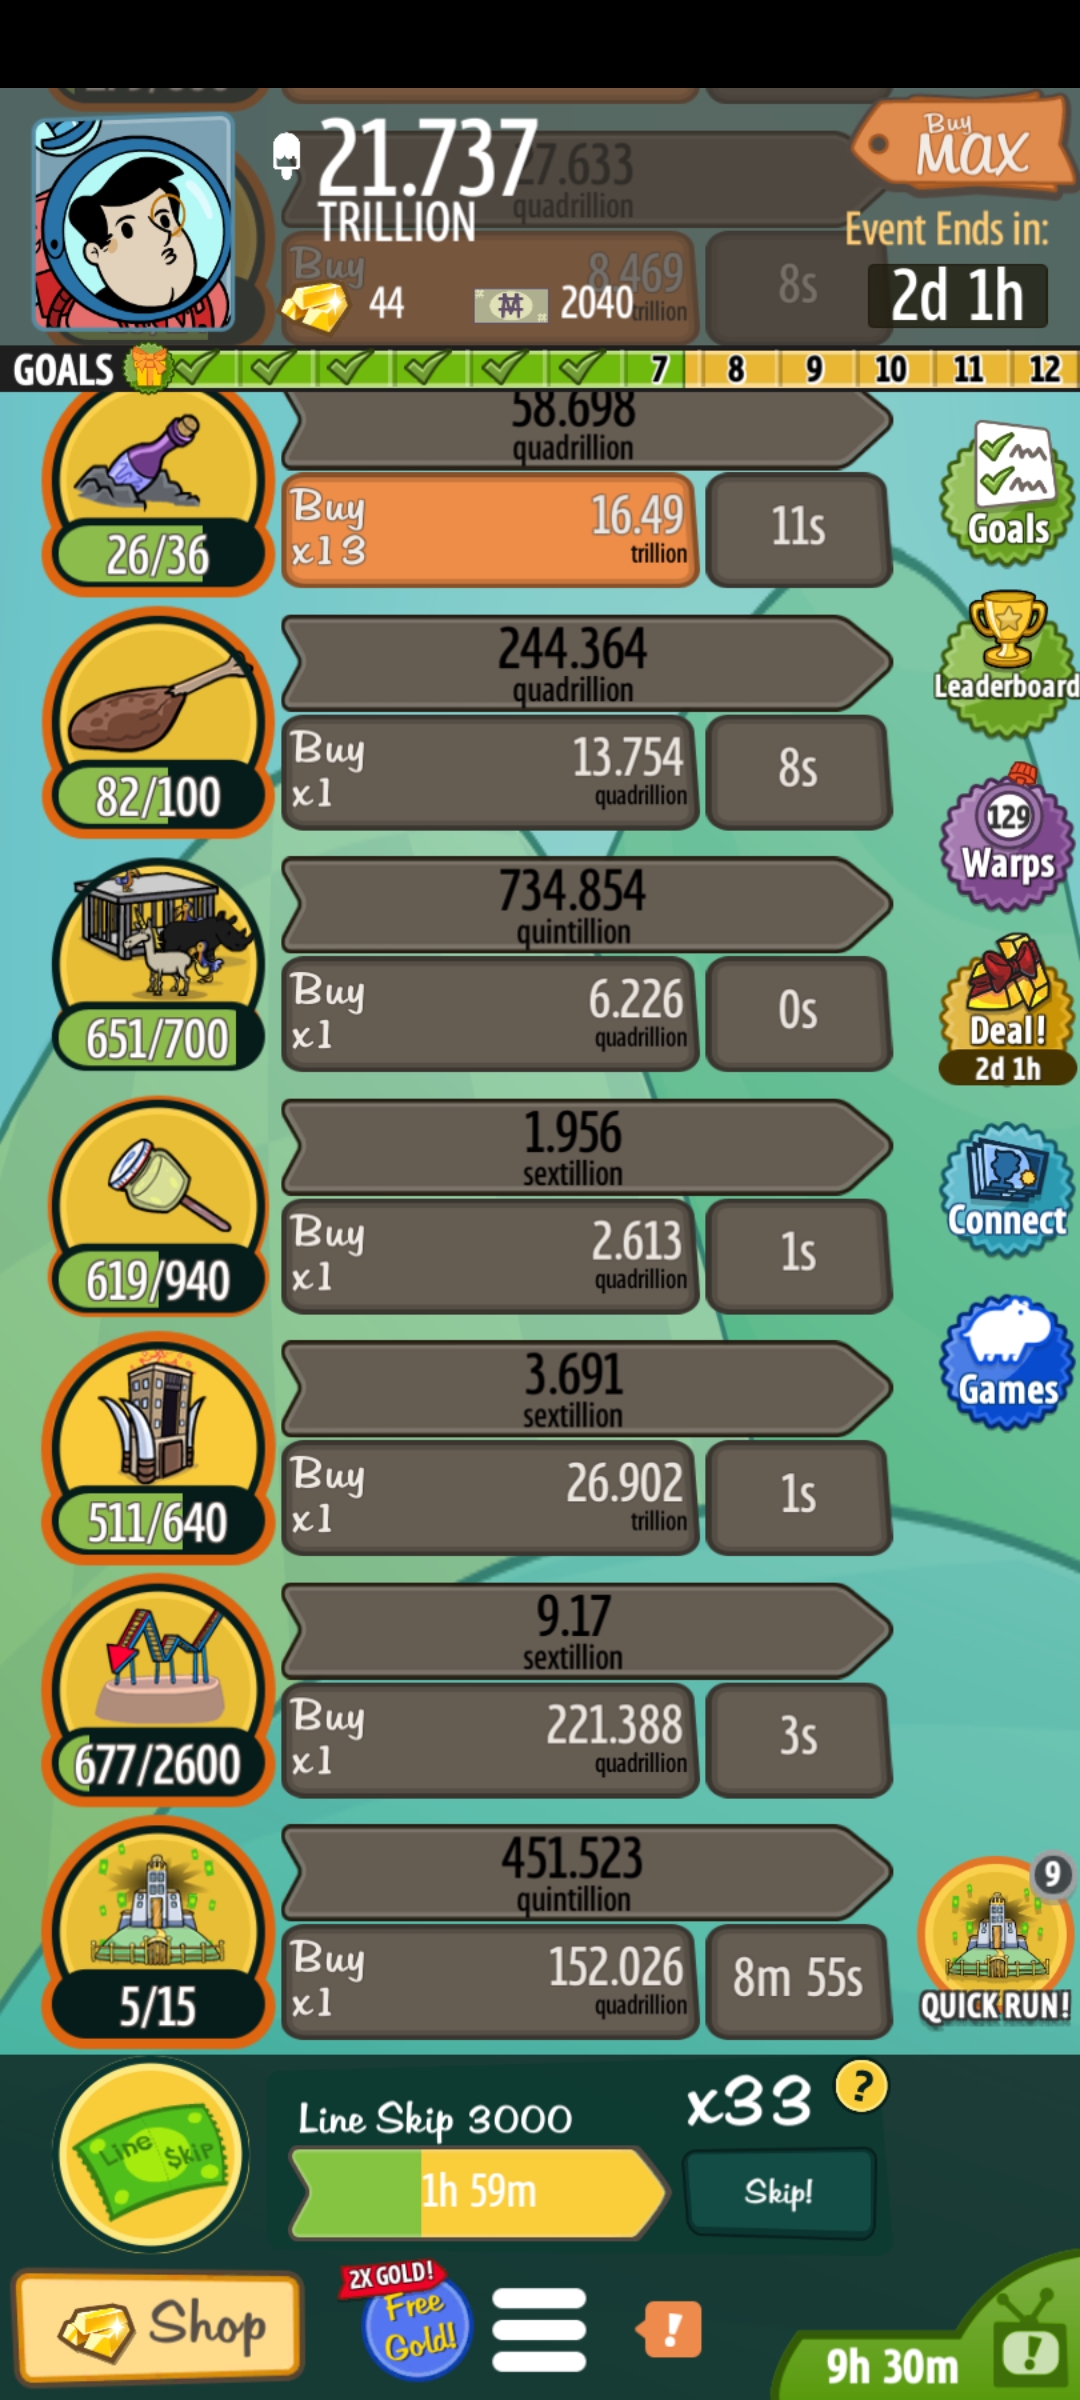 21.737
27.633
TRILLION
quadrillion
Buy
MAX
Event Ends in:
2d 1h
Buy
8.469
trillion
8s
44
2040
GOALS
7
8
9
10
11
12
58.698
quadrillion
Buy
x13
16.49
trillion
11s
26/36
Goals
244.364
quadrillion
Buy
x1
13.754
quadrillion
8s
82/100
Leaderboard
129
Warps
734.854
quintillion
Buy
x1
6.226
quadrillion
0s
651/700
Deal!
2d 1h
1.956
sextillion
Buy
x1
2.613
quadrillion
1s
619/940
Connect
3.691
sextillion
Buy
x1
26.902
trillion
1s
511/640
Games
9.17
sextillion
Buy
x1
221.388
quadrillion
3s
677/2600
451.523
quintillion
Buy
x1
152.026
quadrillion
8m 55s
5/15
9
QUICK RUN!
Line $kip
Line Skip 3000
x33
?
1h 59m
Skip!
Shop
2X GOLD!
Free
Gold!
!
9h 30m
!